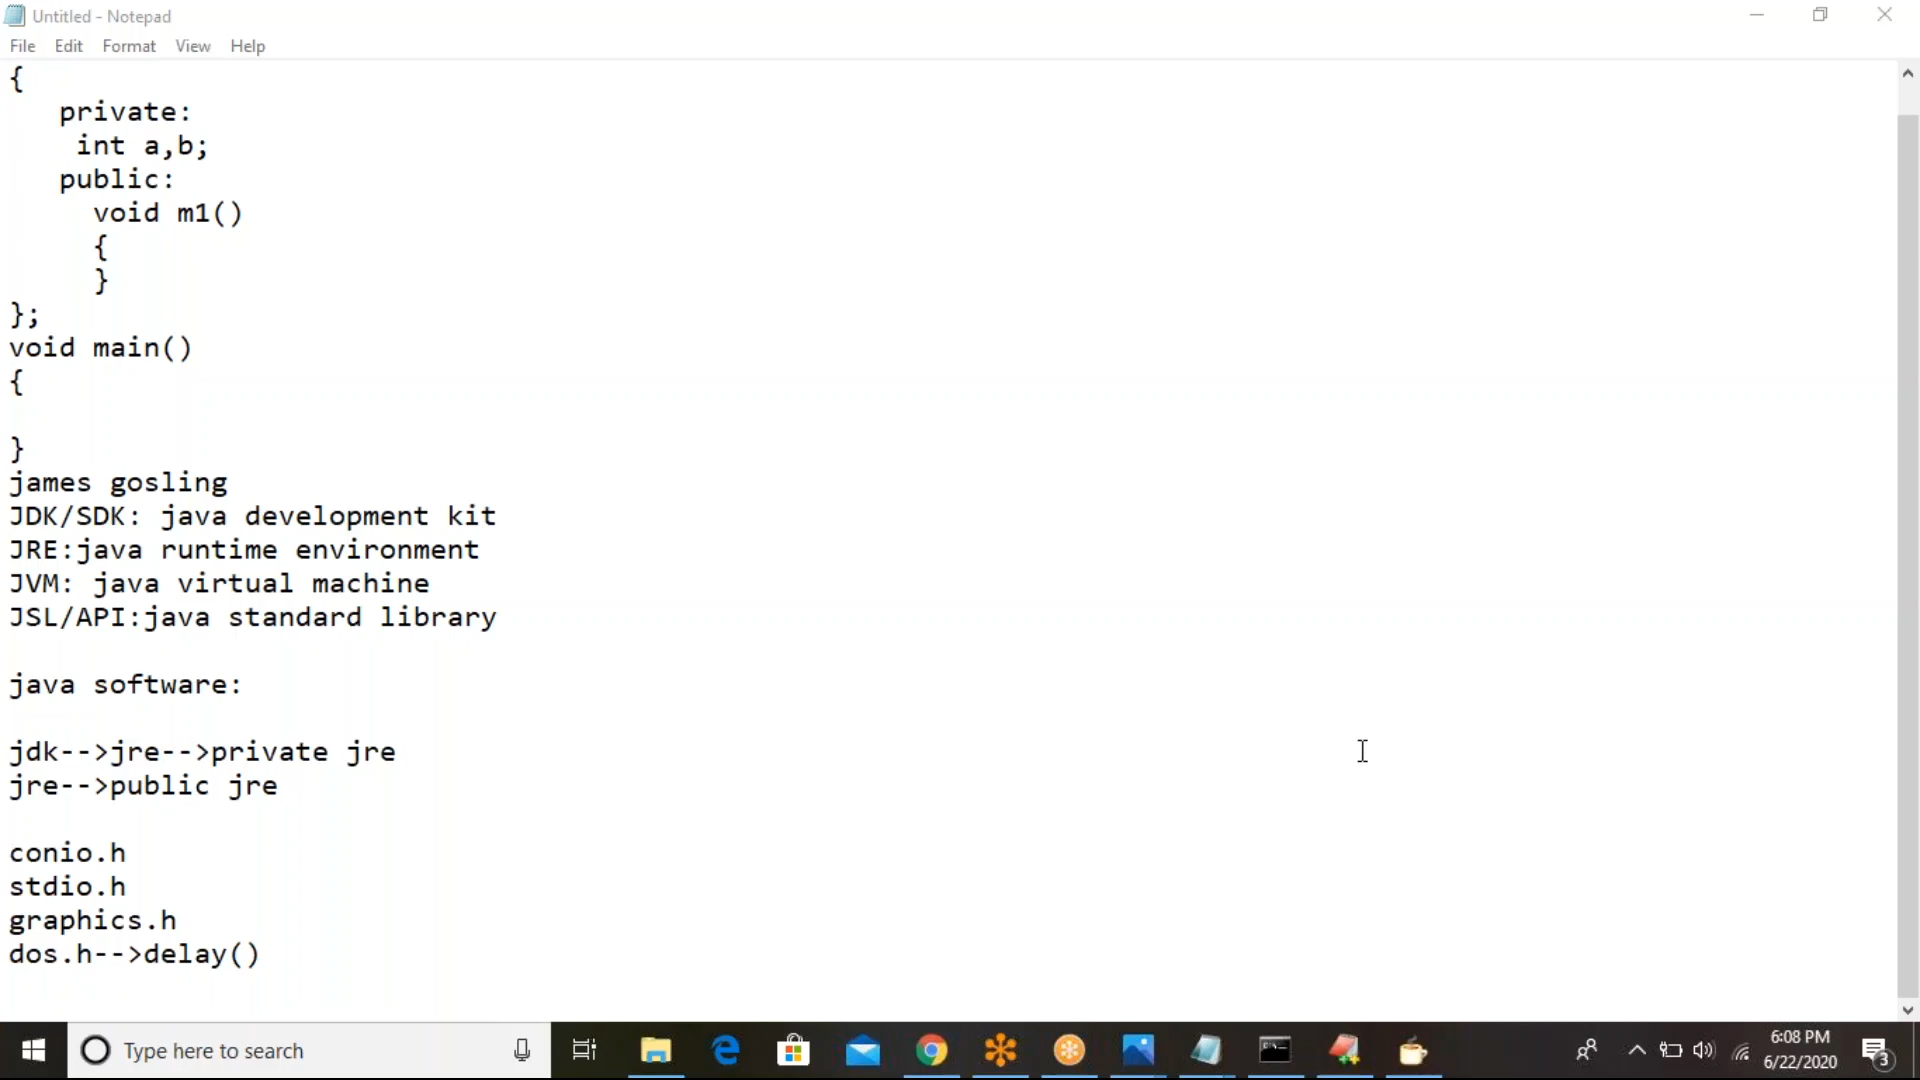 Untitled - Notepad
File Edit Format View Help
{
   private:
    int a,b;
   public:
     void m1()
     {
     }
};
void main()
{
}
james gosling
JDK/SDK: java development kit
JRE:java runtime environment
JVM: java virtual machine
JSL/API:java standard library
java software:
jdk-->jre-->private jre
jre-->public jre
conio.h
stdio.h
graphics.h
dos.h-->delay()
Type here to search
6:08 PM
6/22/2020
3